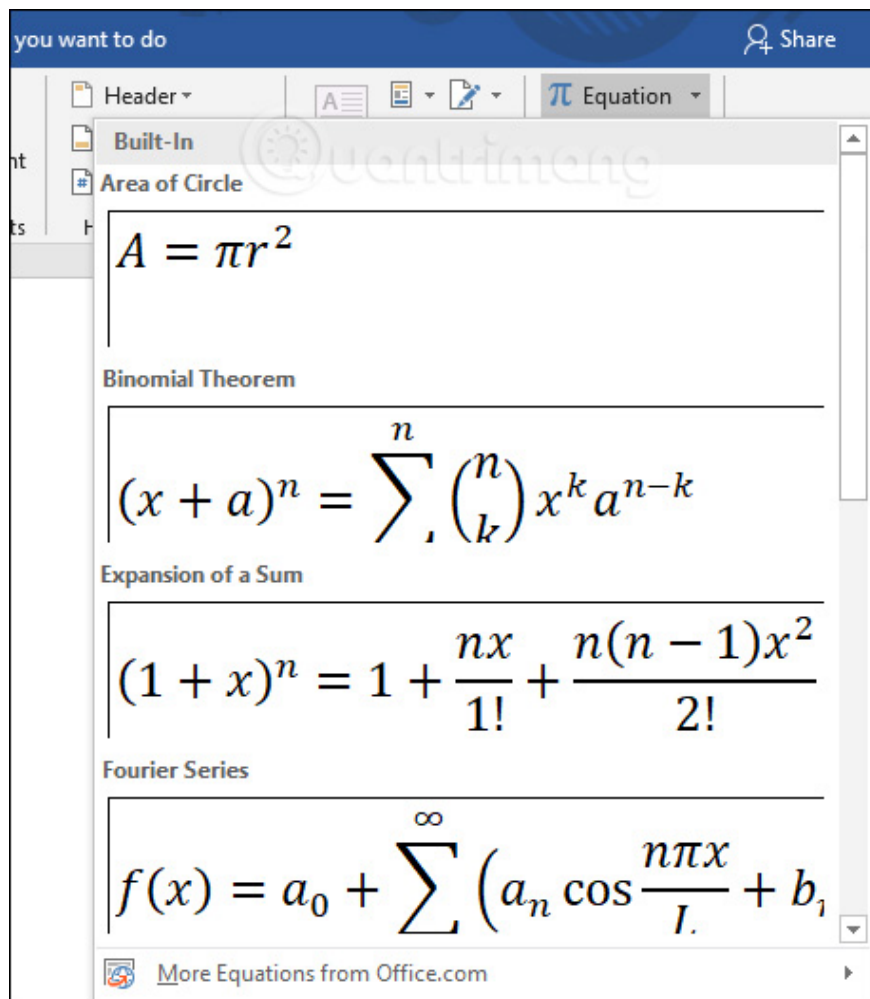 you want to do Share
Header Equation
Built-In
Quantrimang
nt
Area of Circle
ts
A = πr²
Binomial Theorem
(x + a)ⁿ = ∑ⁿ (n k) xᵏaⁿ⁻ᵏ
Expansion of a Sum
(1 + x)ⁿ = 1 + nx/1! + n(n − 1)x²/2!
Fourier Series
f(x) = a₀ + ∑^∞ (aₙ cos nπx/L + bₙ
More Equations from Office.com